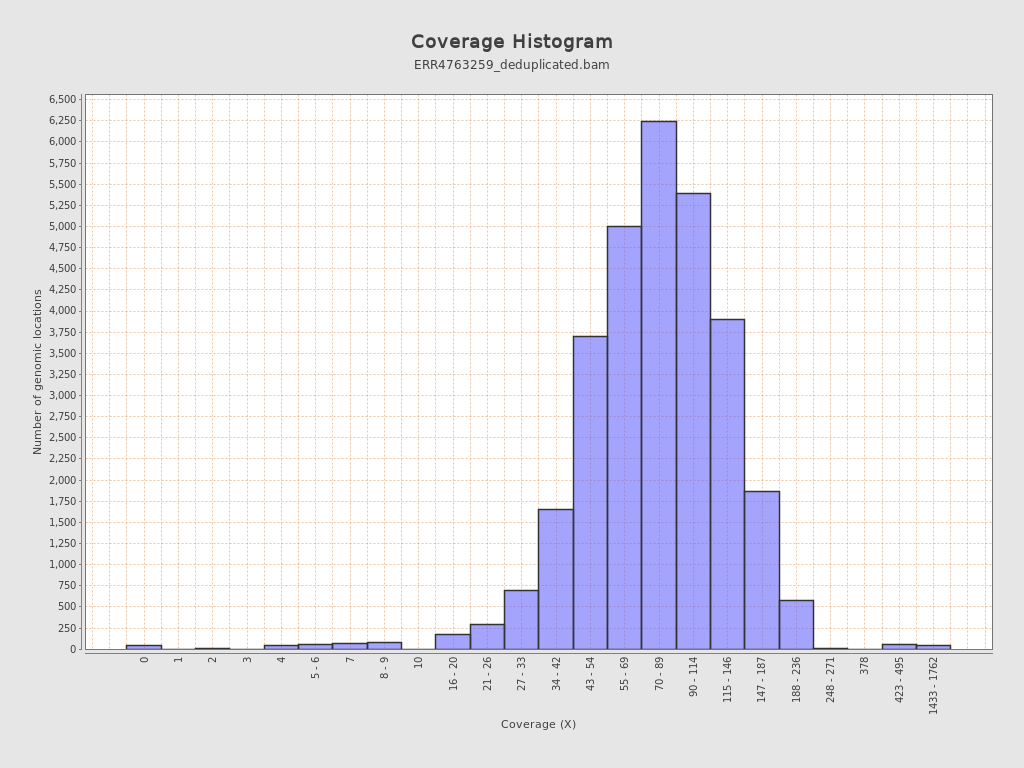 Coverage Histogram
ERR4763259_deduplicated.bam
6,500
6,250
6,000
5,750
5,500
5,250
5,000
4,750
4,500
4,250
4,000
3,750
3,500
3,250
3,000
2,750
2,500
2,250
2,000
1,750
1,500
1,250
1,000
750
500
250
0
Number of genomic locations
0
1
2
3
4
5 - 6
7
8 - 9
10
16 - 20
21 - 26
27 - 33
34 - 42
43 - 54
55 - 69
70 - 89
90 - 114
115 - 146
147 - 187
188 - 236
248 - 271
378
423 - 495
1433 - 1762
Coverage (X)